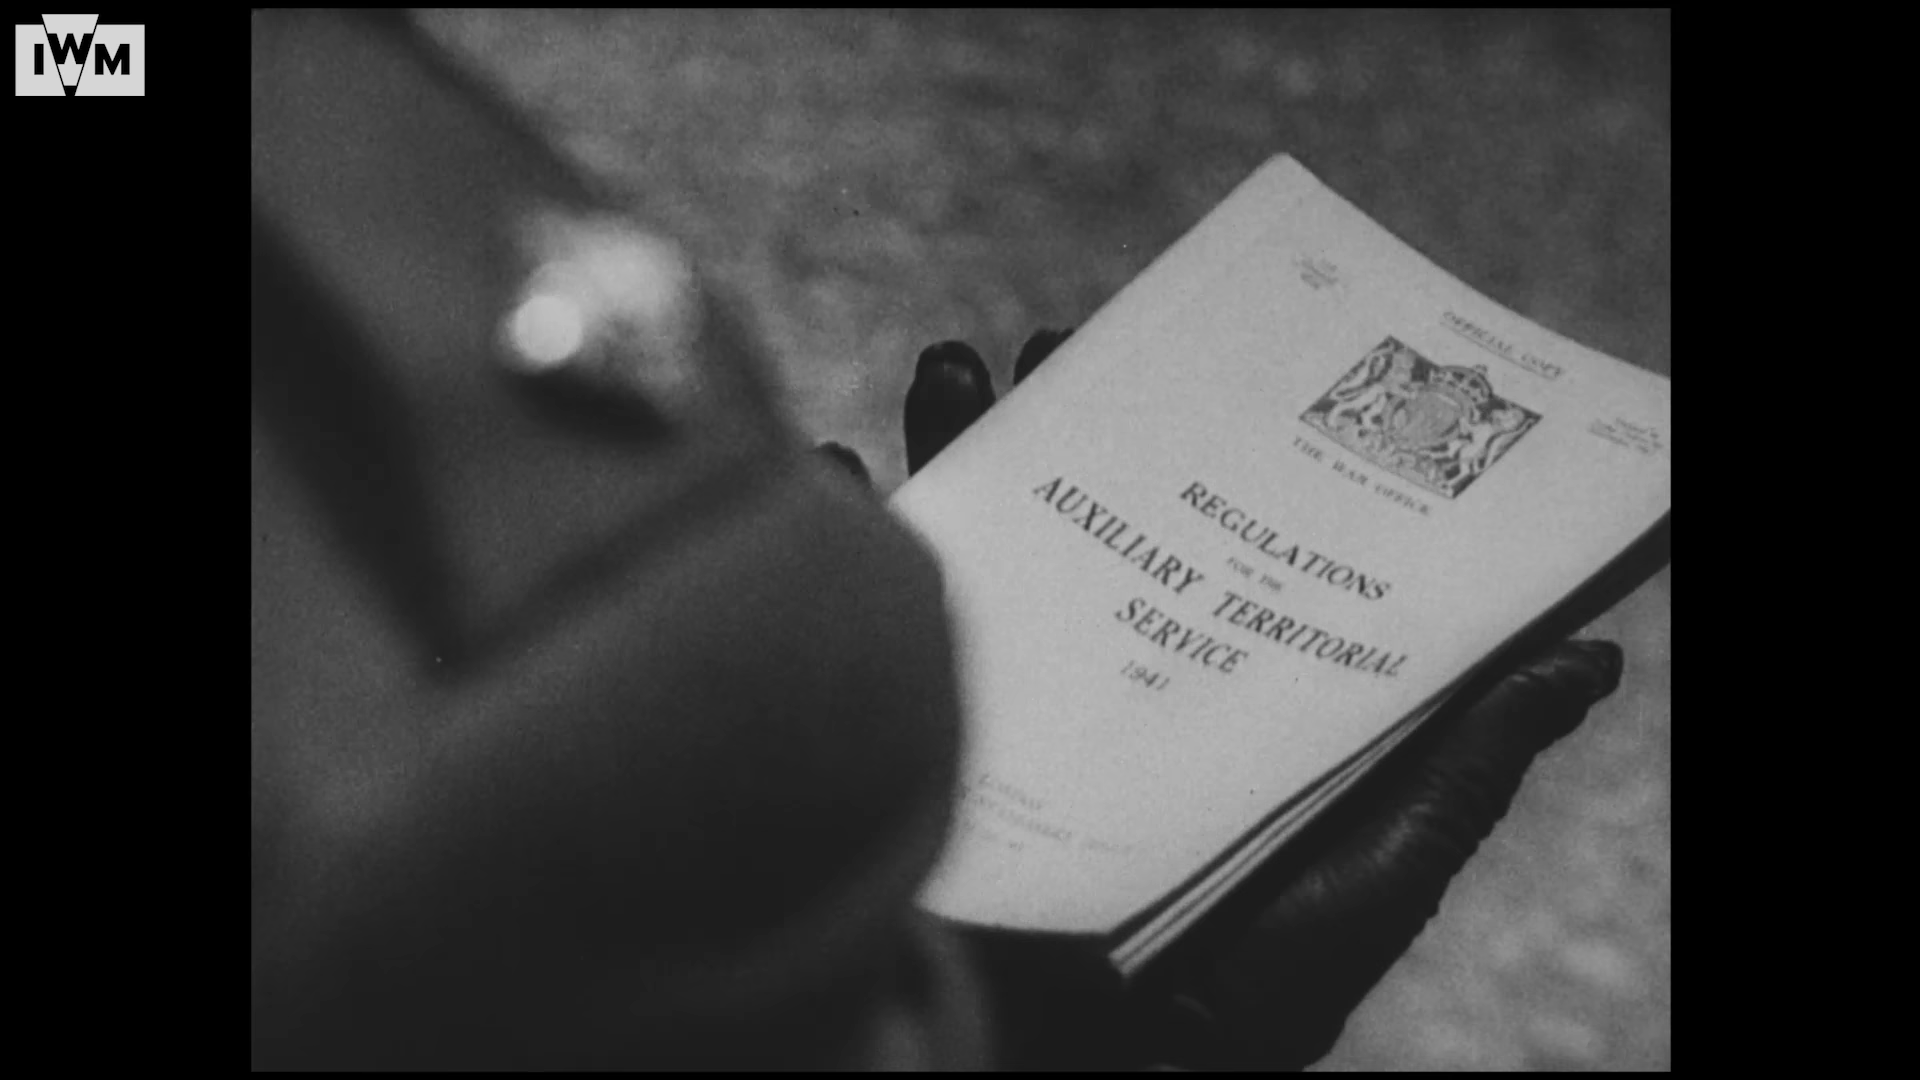 IWM
OFFICIAL COPY
THE WAR OFFICE
REGULATIONS
FOR THE
AUXILIARY TERRITORIAL
SERVICE
1941